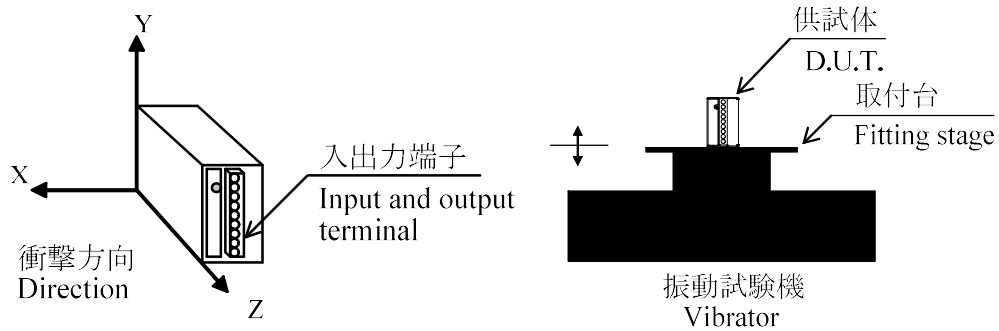 Y
X
Z
入出力端子
Input and output
terminal
衝撃方向
Direction
供試体
D.U.T.
取付台
Fitting stage
振動試験機
Vibrator